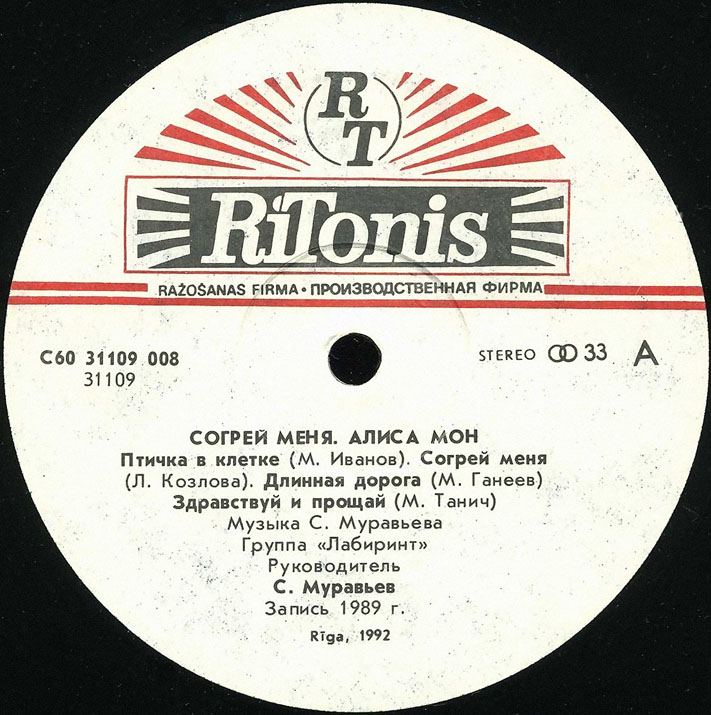 RT
RiTonis
RAŽOŠANAS FIRMA • ПРОИЗВОДСТВЕННАЯ ФИРМА
С60 31109 008
31109
STEREO 33 A
СОГРЕЙ МЕНЯ. АЛИСА МОН
Птичка в клетке (М. Иванов). Согрей меня
(Л. Козлова). Длинная дорога (М. Ганеев)
Здравствуй и прощай (М. Танич)
Музыка С. Муравьева
Группа «Лабиринт»
Руководитель
С. Муравьев
Запись 1989 г.
Rīga, 1992